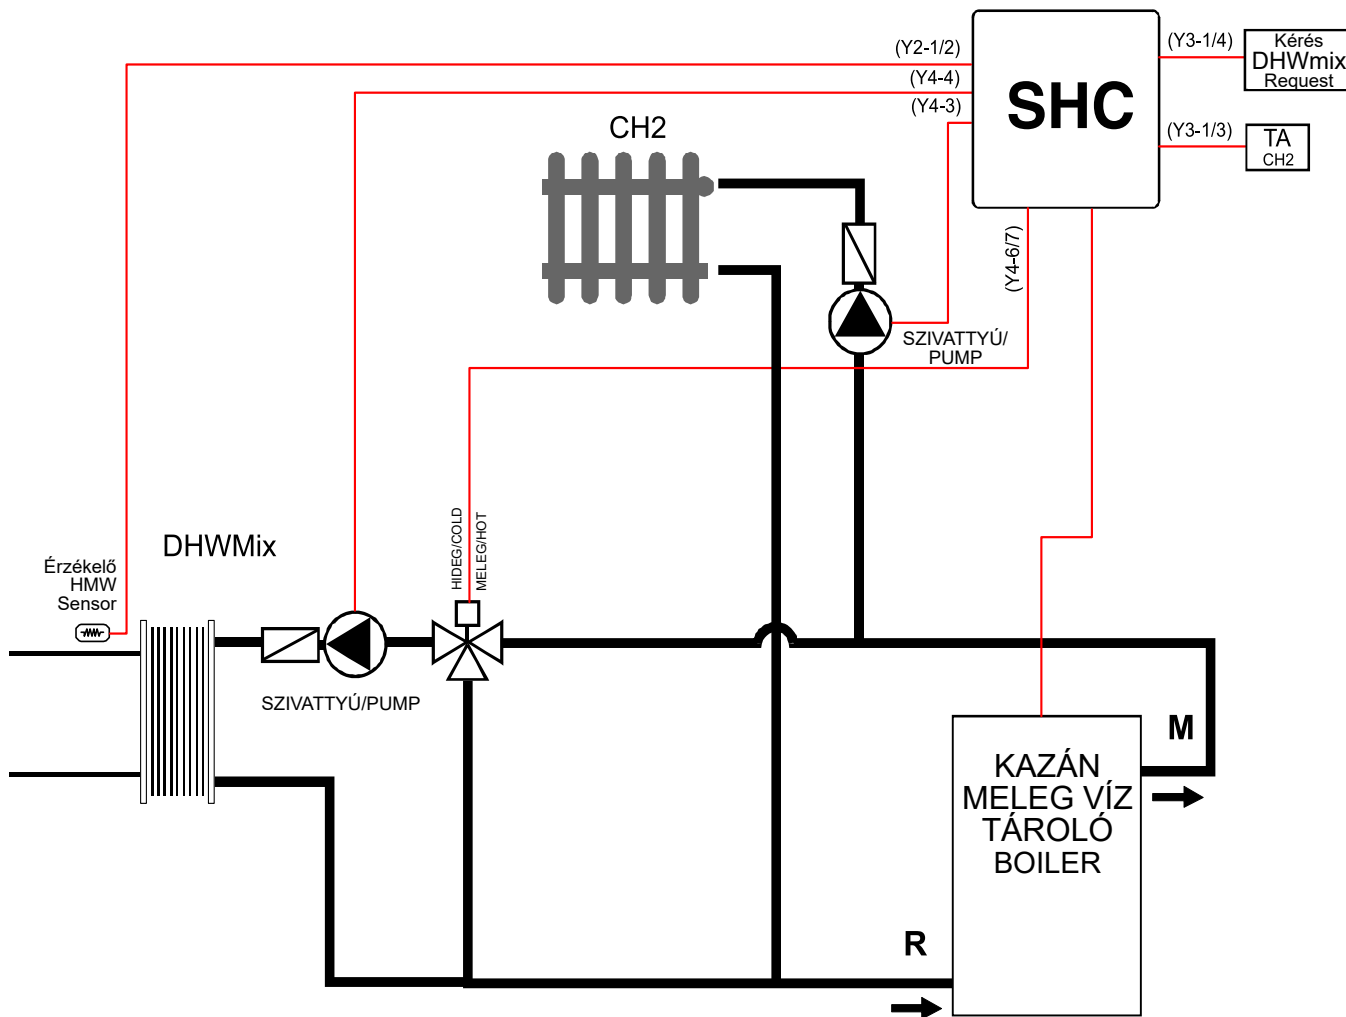 (Y2-1/2)
(Y4-4)
(Y4-3)
SHC
(Y3-1/4)
Kérés
DHWmix
Request
(Y3-1/3)
TA
CH2
CH2
(Y4-6/7)
SZIVATTYÚ/
PUMP
HIDEG/COLD
MELEG/HOT
DHWMix
Érzékelő
HMW
Sensor
SZIVATTYÚ/PUMP
M
KAZÁN
MELEG VÍZ
TÁROLÓ
BOILER
R